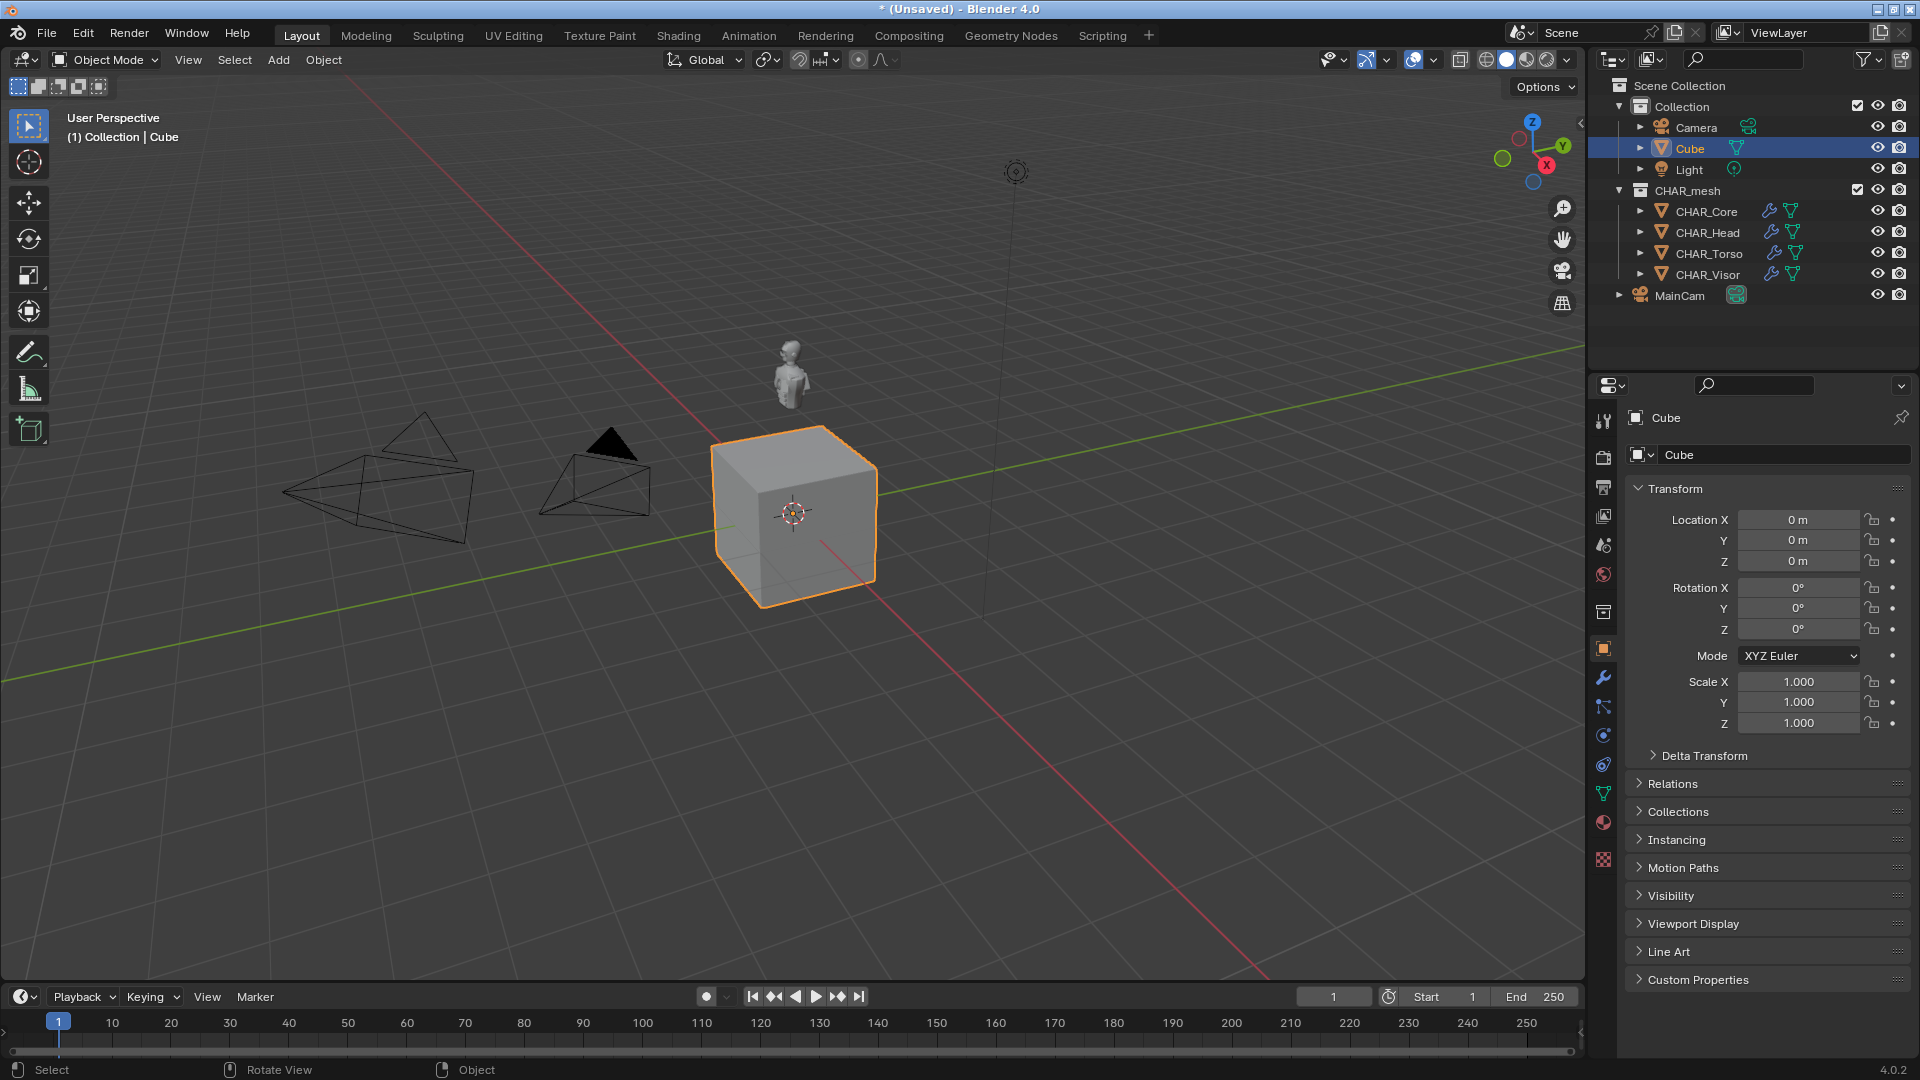 * (Unsaved) - Blender 4.0
File Edit Render Window Help Layout Modeling Sculpting UV Editing Texture Paint Shading Animation Rendering Compositing Geometry Nodes Scripting Scene ViewLayer
Object Mode View Select Add Object Global
Options
User Perspective
(1) Collection | Cube
Z
Y
X
Scene Collection
Collection
Camera
Cube
Light
CHAR_mesh
CHAR_Core
CHAR_Head
CHAR_Torso
CHAR_Visor
MainCam
Cube
Cube
Transform
Location X 0 m
Y 0 m
Z 0 m
Rotation X 0°
Y 0°
Z 0°
Mode XYZ Euler
Scale X 1.000
Y 1.000
Z 1.000
Delta Transform
Relations
Collections
Instancing
Motion Paths
Visibility
Viewport Display
Line Art
Custom Properties
Playback Keying View Marker 1 Start 1 End 250
1 10 20 30 40 50 60 70 80 90 100 110 120 130 140 150 160 170 180 190 200 210 220 230 240 250
Select Rotate View Object 4.0.2